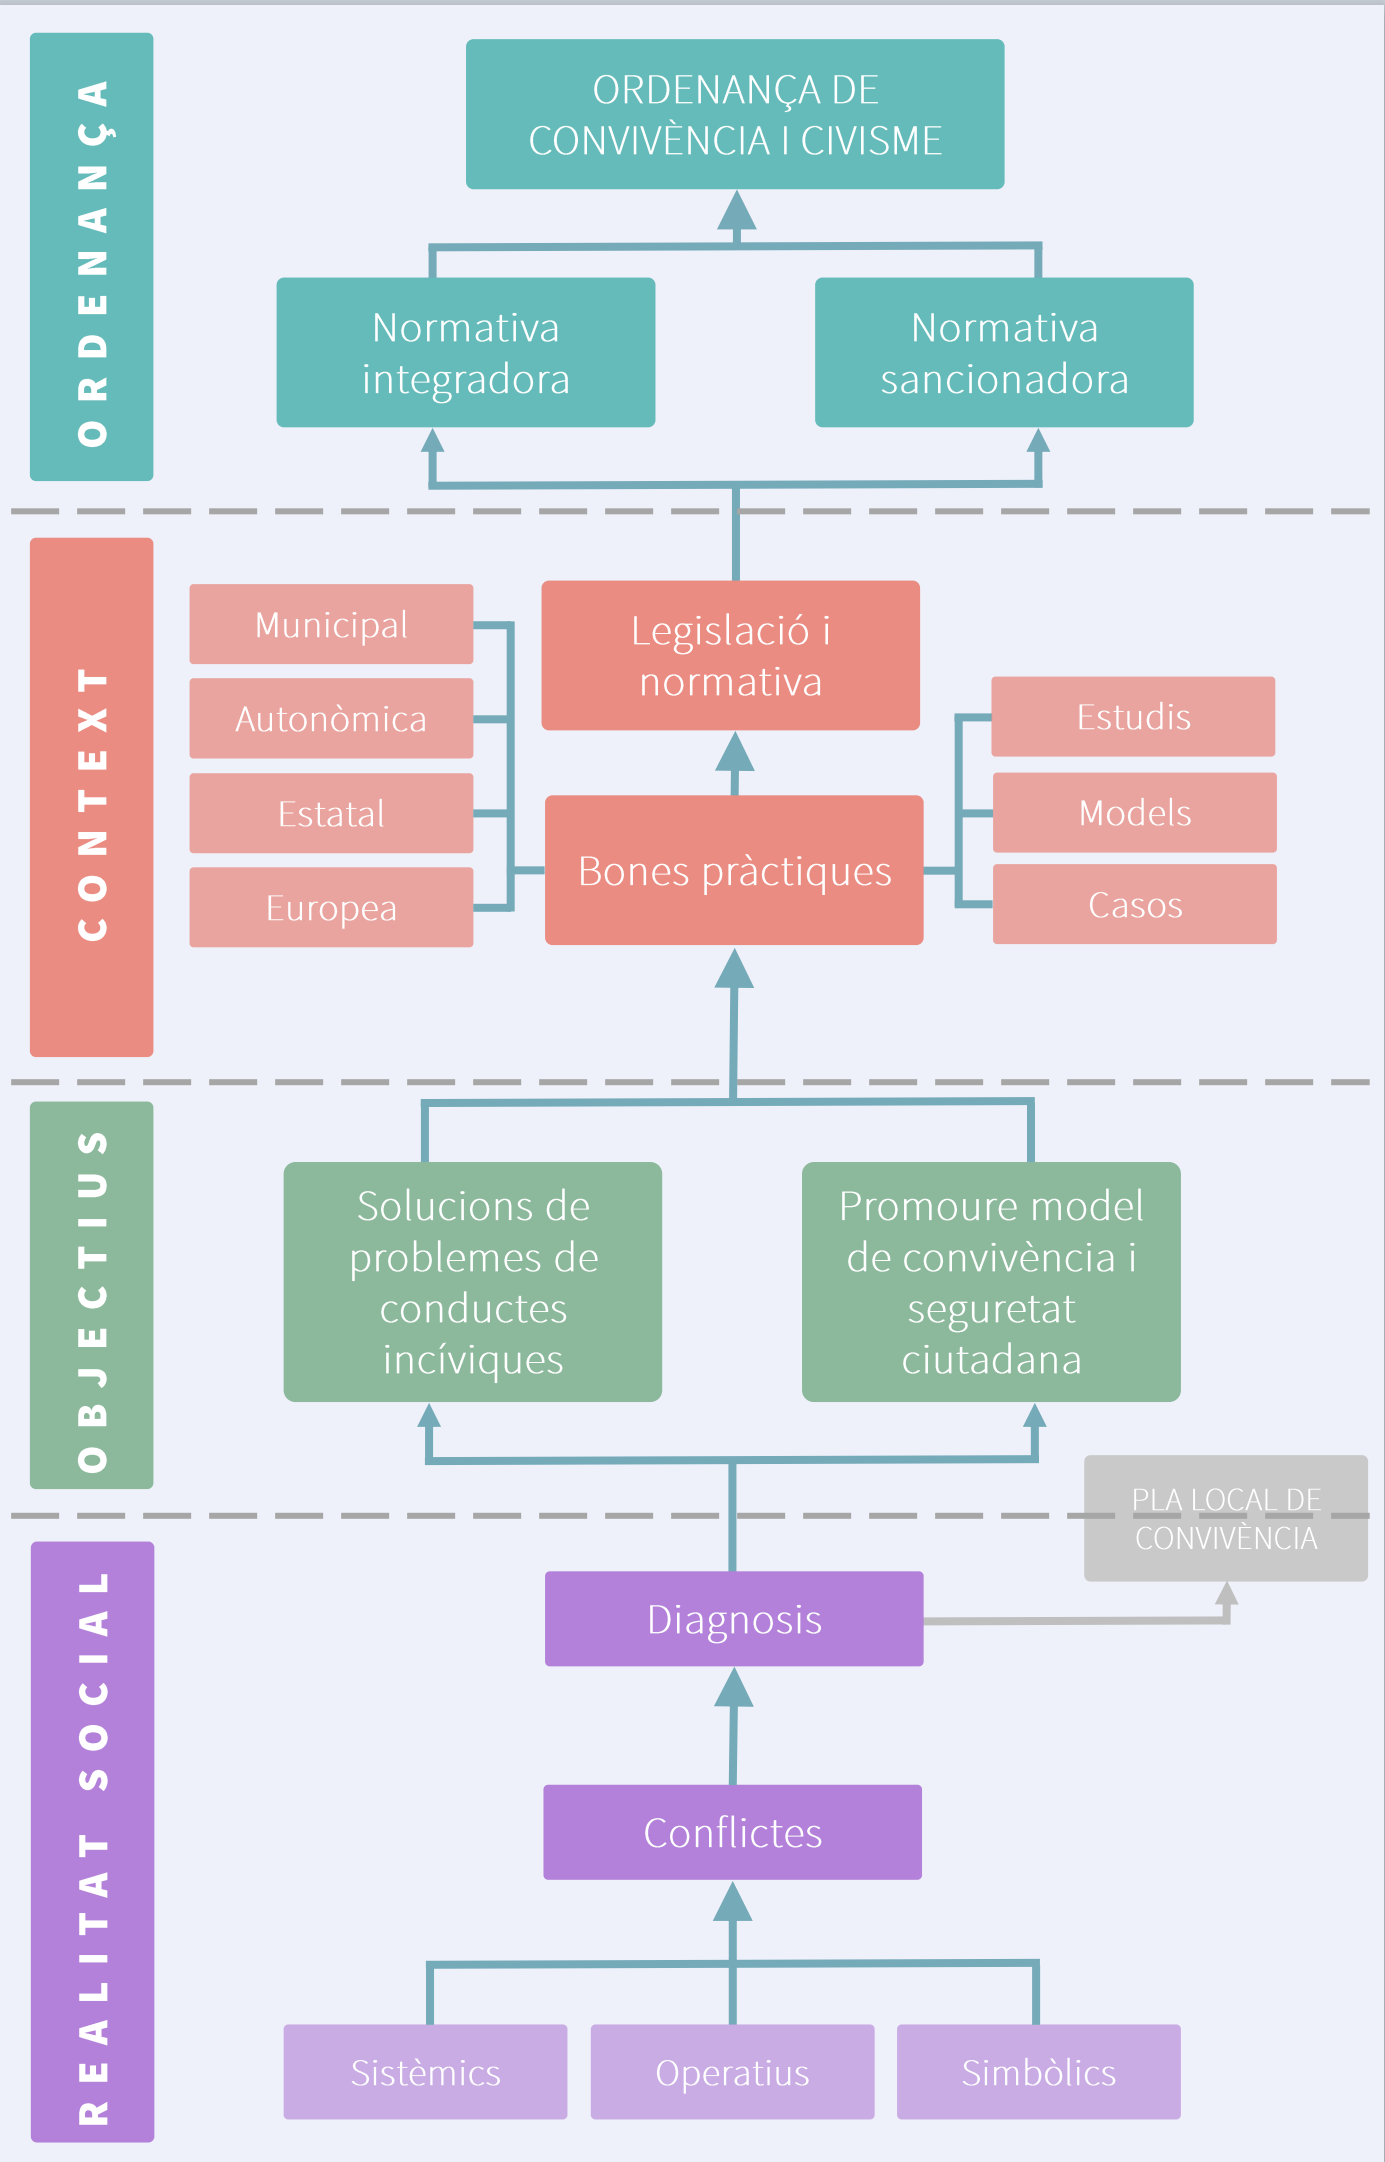 ORDENANÇA
ORDENANÇA DE
CONVIVÈNCIA I CIVISME
Normativa
integradora
Normativa
sancionadora
CONTEXT
Municipal
Autonòmica
Estatal
Europea
Legislació i
normativa
Bones pràctiques
Estudis
Models
Casos
OBJECTIUS
Solucions de
problemes de
conductes
incíviques
Promoure model
de convivència i
seguretat
ciutadana
PLA LOCAL DE
CONVIVÈNCIA
REALITAT SOCIAL
Diagnosis
Conflictes
Sistèmics
Operatius
Simbòlics